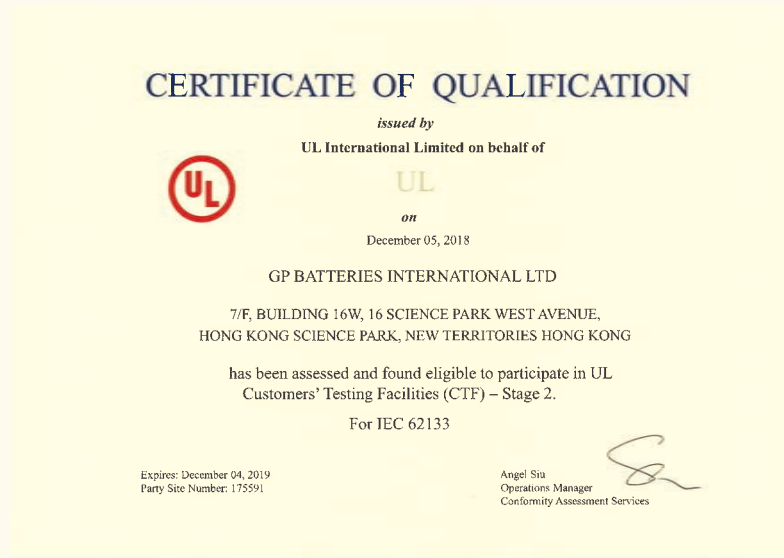 CERTIFICATE OF QUALIFICATION
issued by
UL International Limited on behalf of
UL
UL
on
December 05, 2018
GP BATTERIES INTERNATIONAL LTD
7/F, BUILDING 16W, 16 SCIENCE PARK WEST AVENUE,
HONG KONG SCIENCE PARK, NEW TERRITORIES HONG KONG
has been assessed and found eligible to participate in UL
Customers' Testing Facilities (CTF) – Stage 2.
For IEC 62133
Expires: December 04, 2019
Party Site Number: 175591
Angel Siu
Operations Manager
Conformity Assessment Services